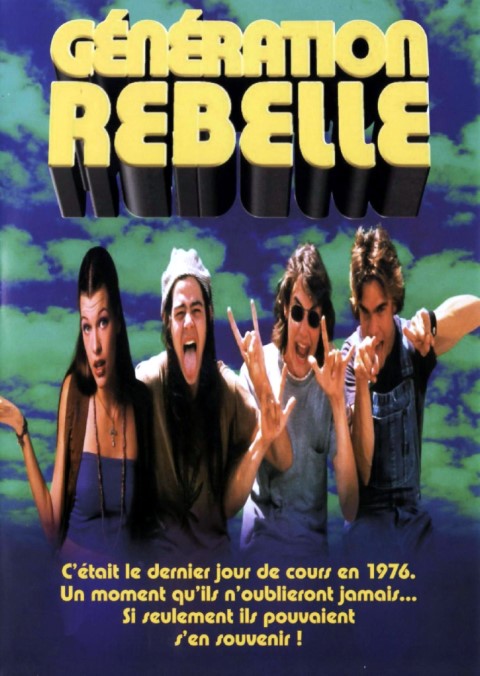 GÉNÉRATION
REBELLE
C'était le dernier jour de cours en 1976.
Un moment qu'ils n'oublieront jamais...
Si seulement ils pouvaient
s'en souvenir !